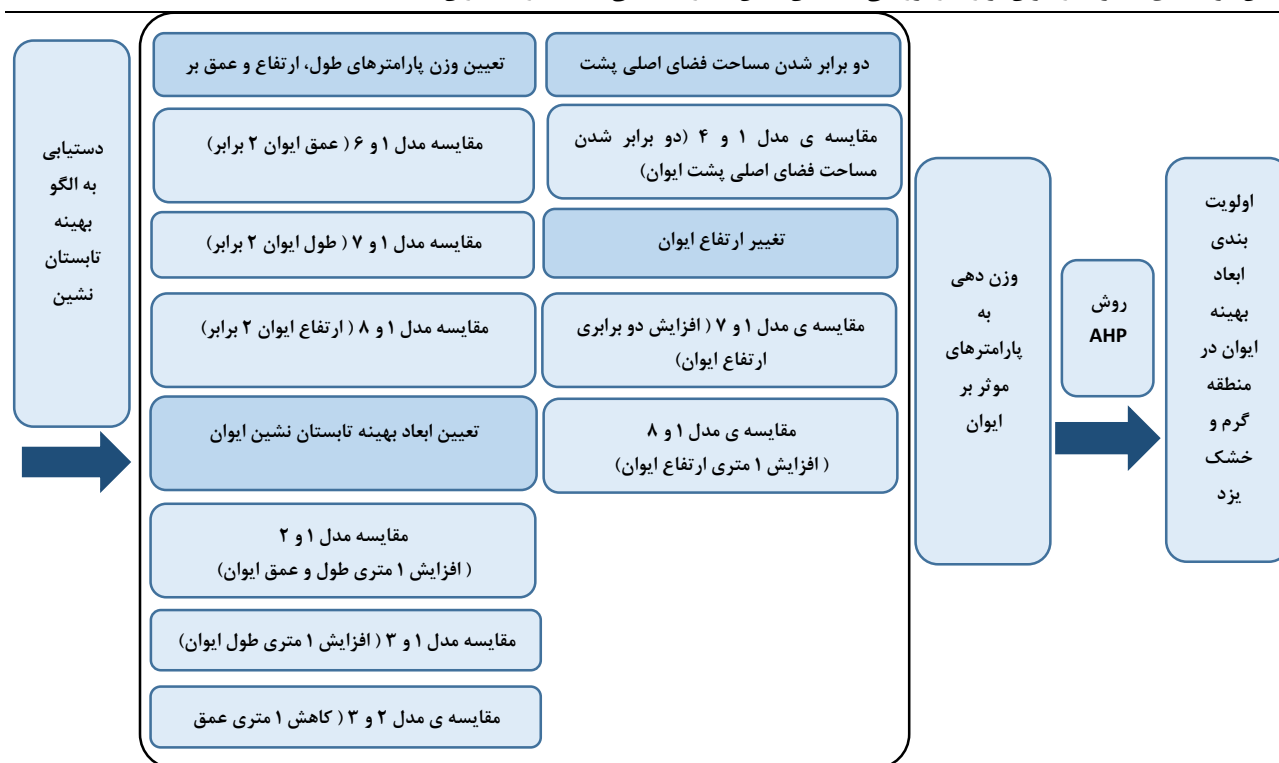 دستیابی
به الگو
بهینه
تابستان
نشین
تعیین وزن پارامترهای طول، ارتفاع و عمق بر
مقایسه مدل ۱ و ۶ ( عمق ایوان ۲ برابر)
مقایسه مدل ۱ و ۷ ( طول ایوان ۲ برابر)
مقایسه مدل ۱ و ۸ ( ارتفاع ایوان ۲ برابر)
تعیین ابعاد بهینه تابستان نشین ایوان
مقایسه مدل ۱ و ۲
( افزایش ۱ متری طول و عمق ایوان)
مقایسه مدل ۱ و ۳ ( افزایش ۱ متری طول ایوان)
مقایسه ی مدل ۲ و ۳ ( کاهش ۱ متری عمق
دو برابر شدن مساحت فضای اصلی پشت
مقایسه ی مدل ۱ و ۴ (دو برابر شدن
مساحت فضای اصلی پشت ایوان)
تغییر ارتفاع ایوان
مقایسه ی مدل ۱ و ۷ ( افزایش دو برابری
ارتفاع ایوان)
مقایسه ی مدل ۱ و ۸
( افزایش ۱ متری ارتفاع ایوان)
وزن دهی
به
پارامترهای
موثر بر
ایوان
روش
AHP
اولویت
بندی
ابعاد
بهینه
ایوان در
منطقه
گرم و
خشک
یزد